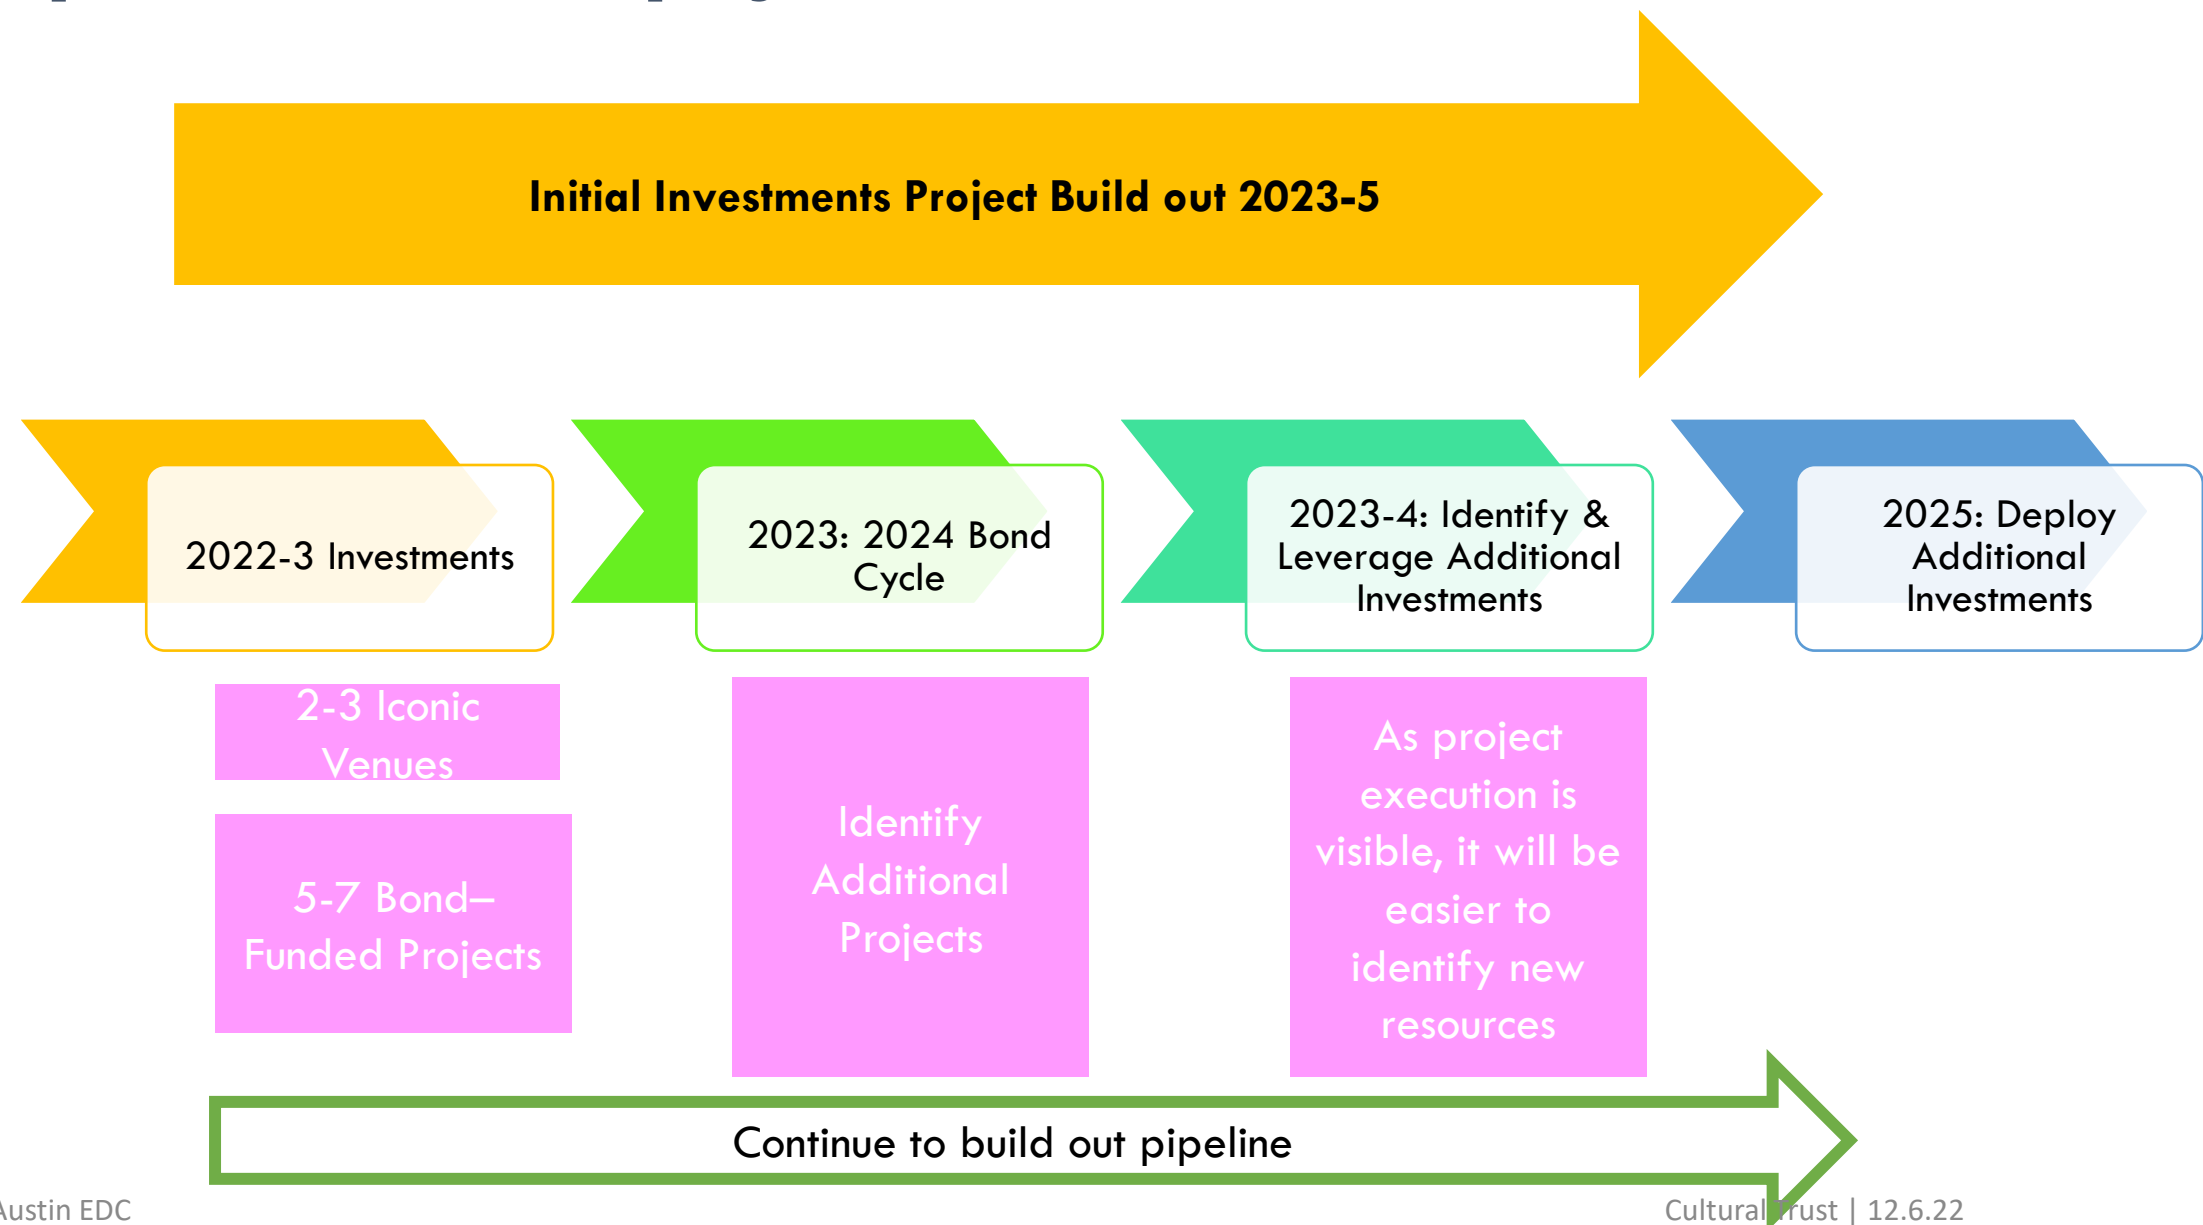 Initial Investments Project Build out 2023-5
2022-3 Investments
2023: 2024 Bond
Cycle
2023-4: Identify &
Leverage Additional
Investments
2025: Deploy
Additional
Investments
2-3 Iconic
Venues
5-7 Bond–
Funded Projects
Identify
Additional
Projects
As project
execution is
visible, it will be
easier to
identify new
resources
Continue to build out pipeline
Austin EDC
Cultural Trust | 12.6.22